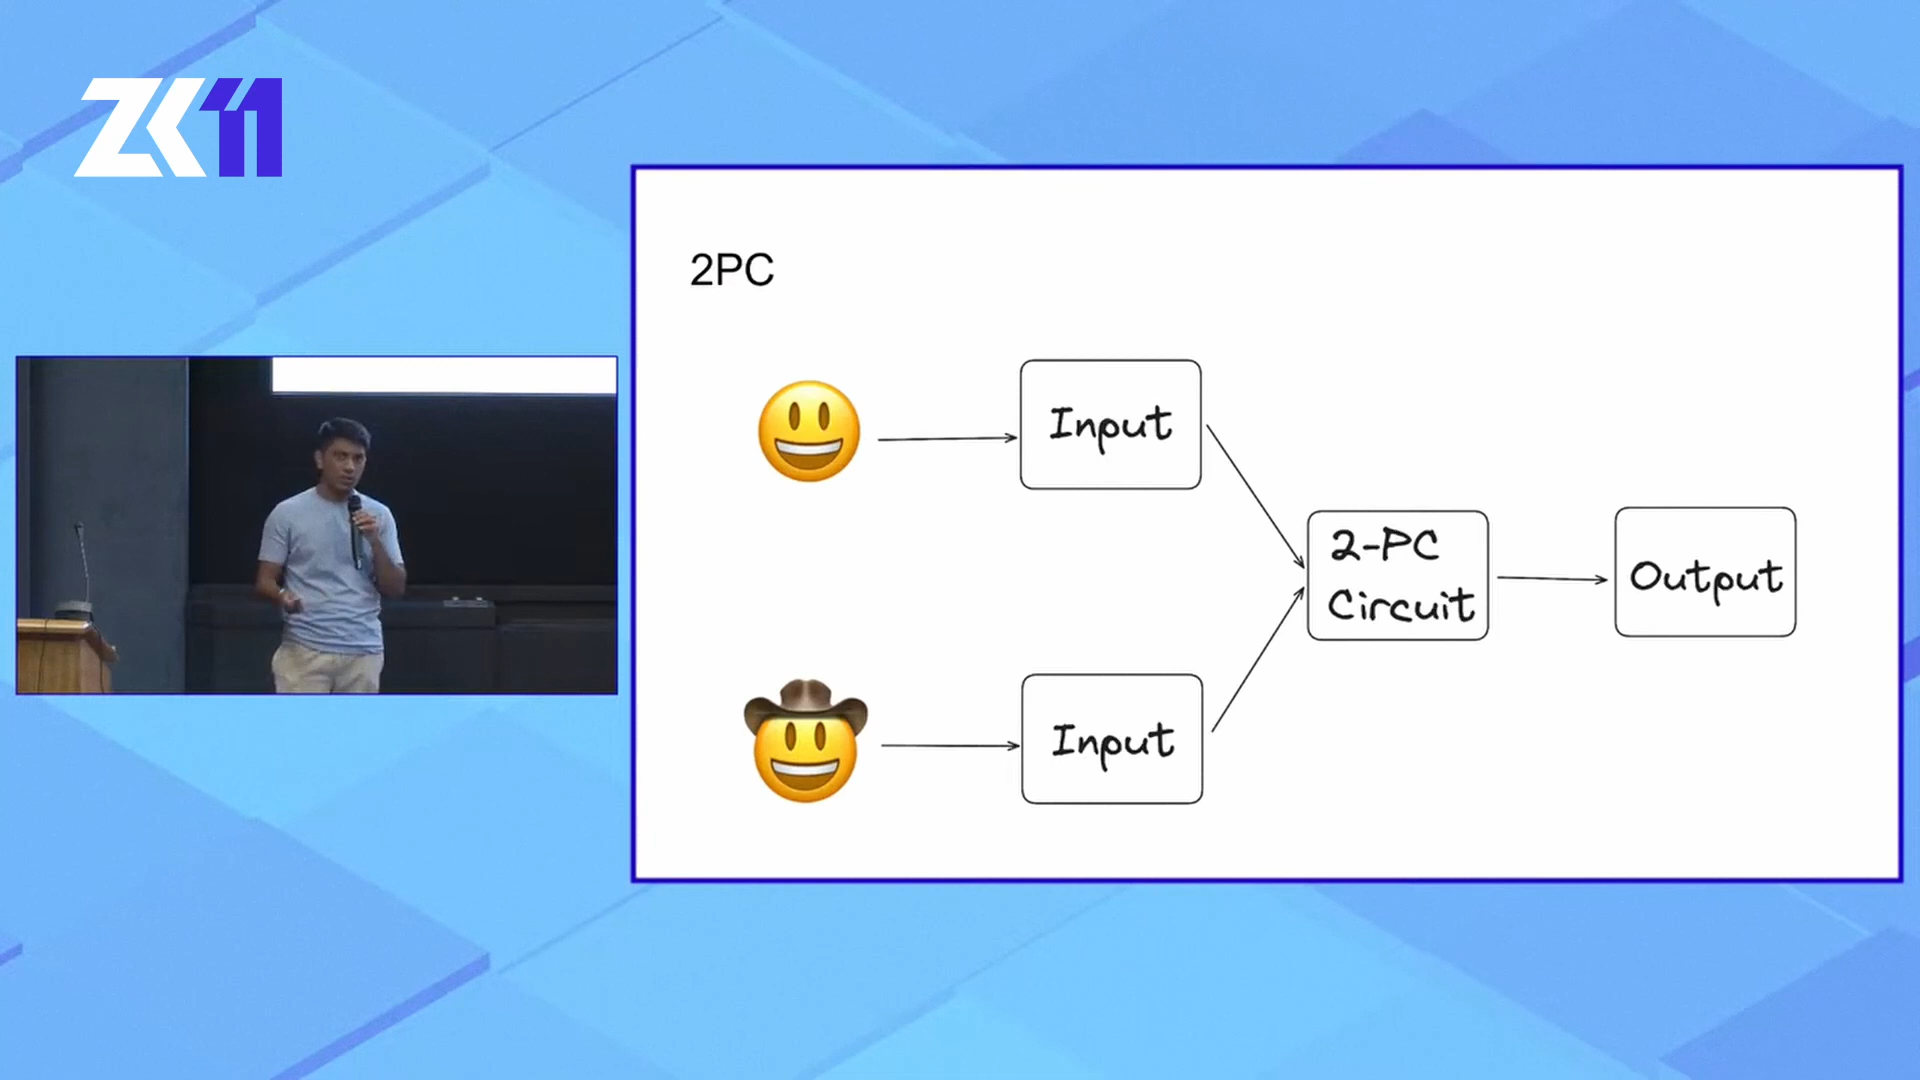 ZK11
2PC
Input
2-PC
Circuit
Output
Input